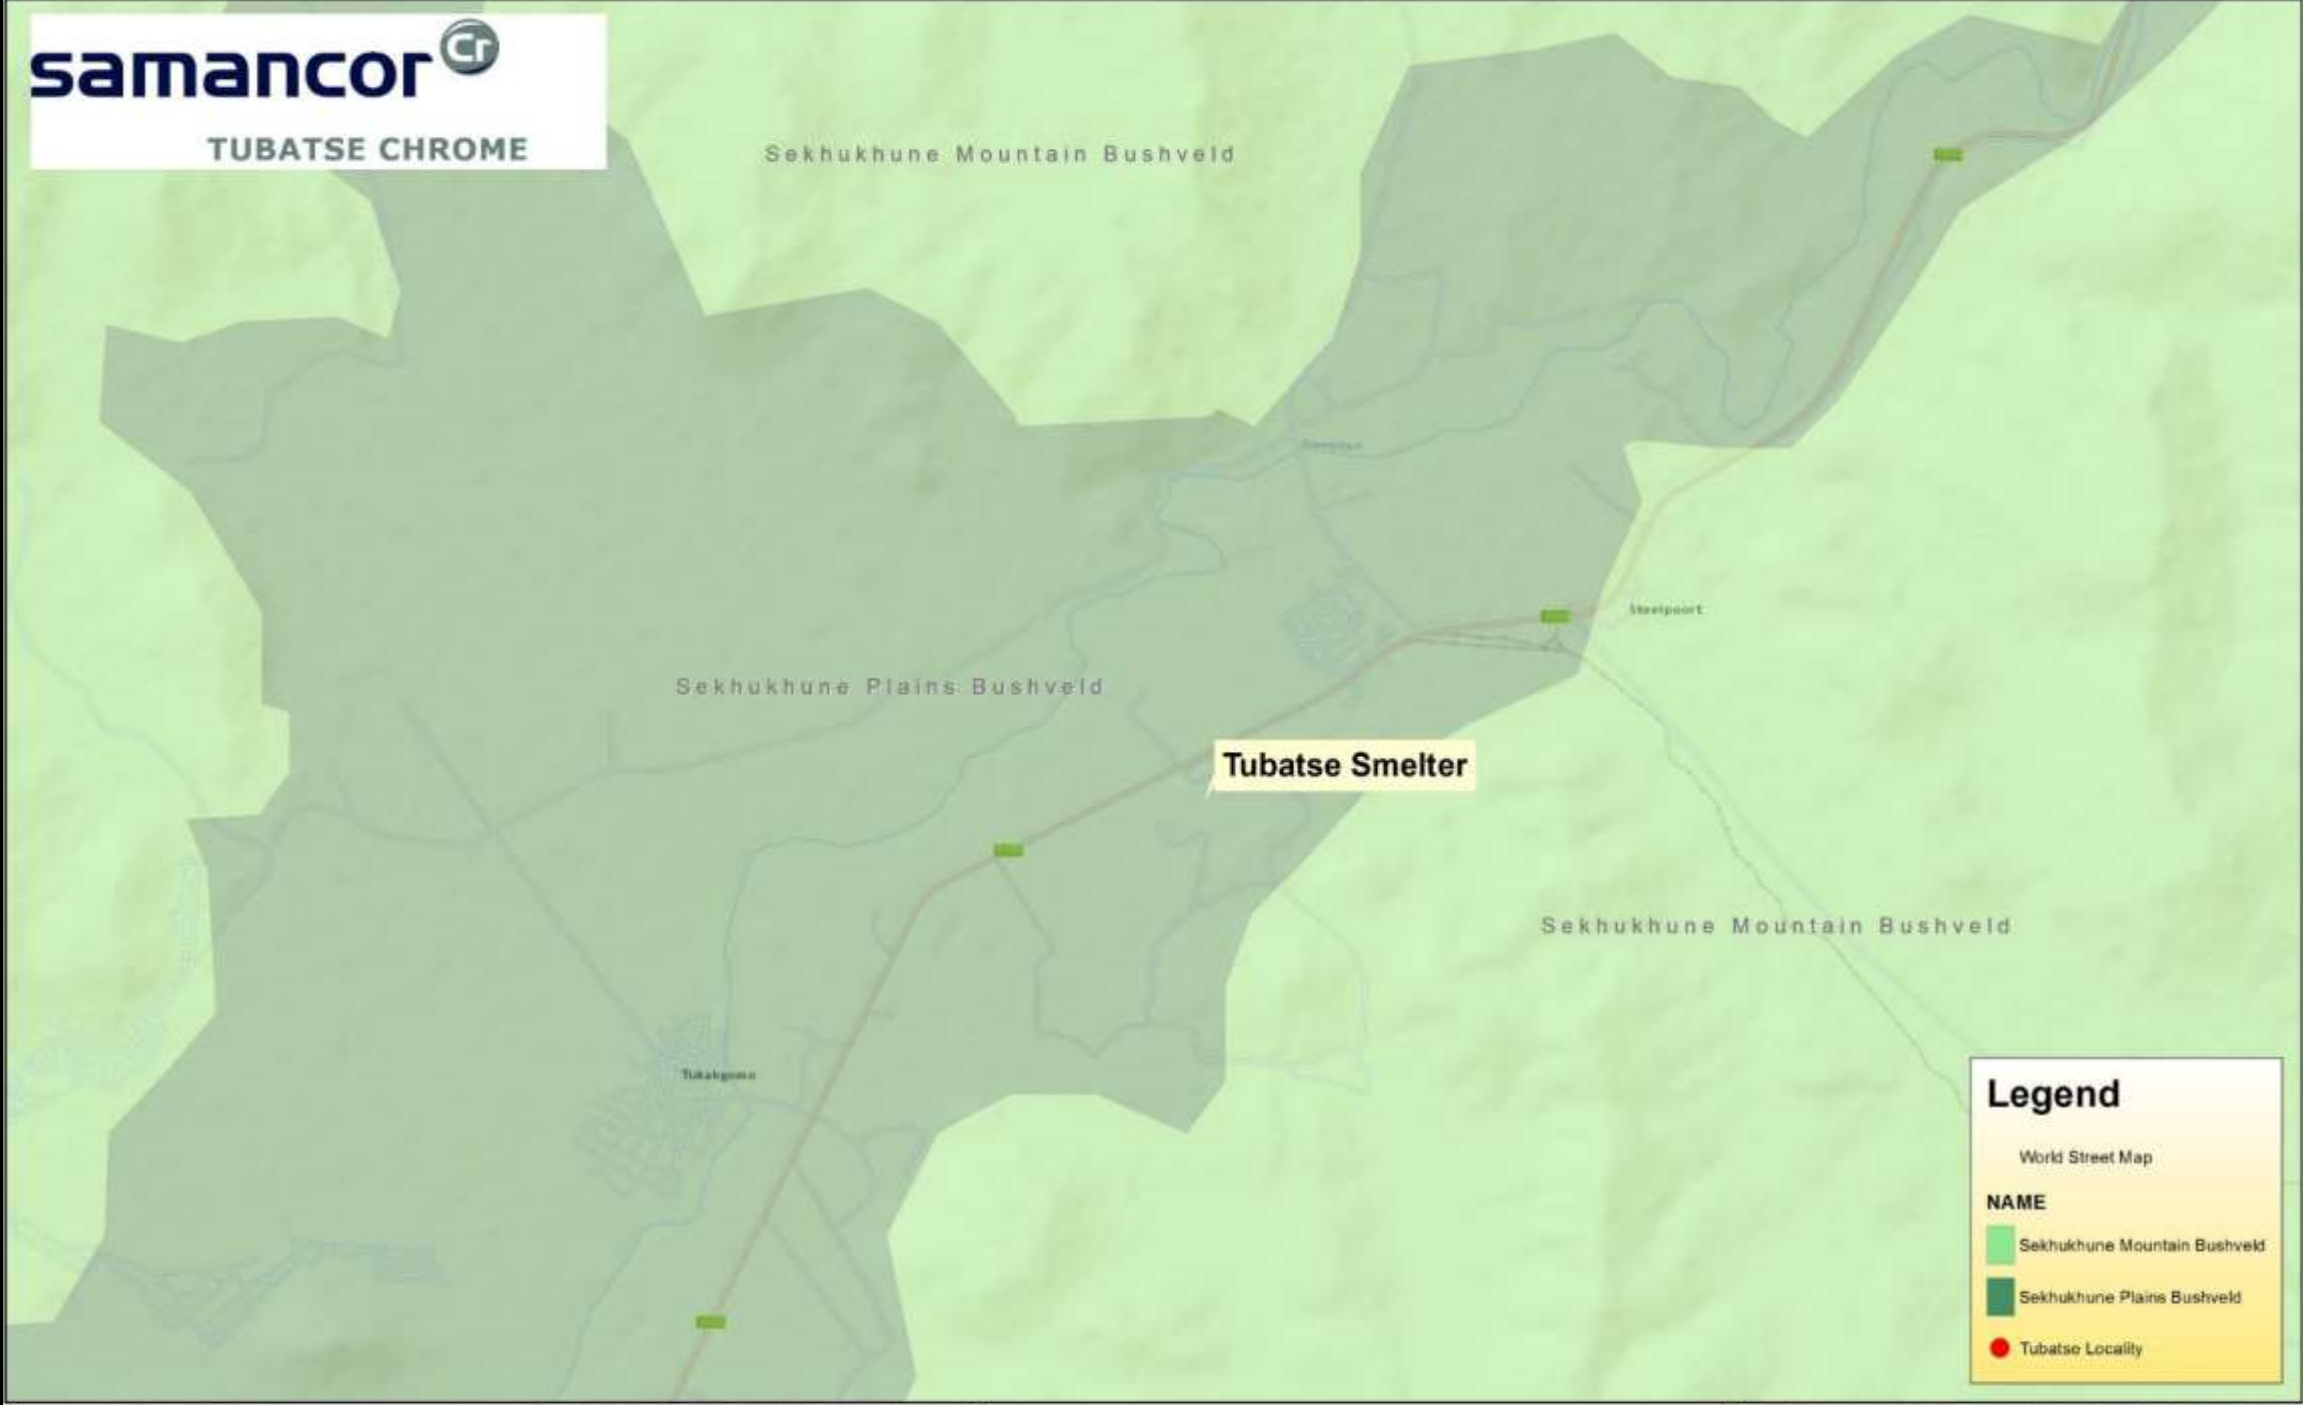 samancor Cr
TUBATSE CHROME
Sekhukhune Mountain Bushveld
Steelpoort
Sekhukhune Plains Bushveld
Tubatse Smelter
Sekhukhune Mountain Bushveld
Tukakgomo
Legend
World Street Map
NAME
Sekhukhune Mountain Bushveld
Sekhukhune Plains Bushveld
Tubatse Locality